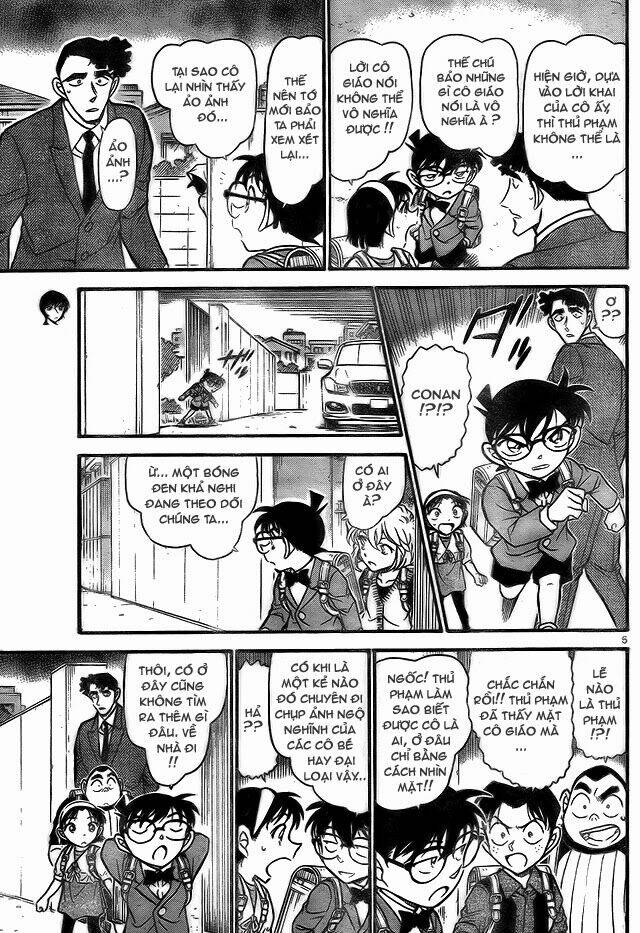 HIỆN GIỜ, DỰA
VÀO LỜI KHAI
CỦA CÔ ẤY,
THÌ THỦ PHẠM
KHÔNG THỂ LÀ
...
THẾ CHÚ
BẢO NHỮNG
GÌ CÔ GIÁO
NÓI LÀ VÔ
NGHĨA À ?
LỜI CÔ
GIÁO NÓI
KHÔNG THỂ
VÔ NGHĨA
ĐƯỢC !!
THẾ
NÊN TỚ
MỚI BẢO
TA PHẢI
XEM XÉT
LẠI...
TẠI SAO CÔ
LẠI NHÌN THẤY
ẢO ẢNH
ĐÓ...
ẢO
ẢNH
...?
Ơ
??
CONAN
!?!?
CÓ AI
Ở ĐÂY
À?
Ừ... MỘT BÓNG
ĐEN KHẢ NGHI
ĐANG THEO DÕI
CHÚNG TA...
5
LẼ
NÀO LÀ
THỦ
PHẠM
!?!
CHẮC CHẮN
RỒI!! THỦ PHẠM
ĐÃ THẤY MẶT
CÔ GIÁO MÀ
...
NGỐC! THỦ
PHẠM LÀM
SAO BIẾT
ĐƯỢC CÔ LÀ
AI, Ở ĐÂU
CHỈ BẰNG
CÁCH NHÌN
MẶT!!
CÓ KHI LÀ
MỘT KẺ NÀO
ĐÓ CHUYÊN ĐI
CHỤP ẢNH NGỘ
NGHĨNH CỦA
CÁC CÔ BÉ
HAY ĐẠI
LOẠI VẬY..
HẢ
??
THÔI, CÓ Ở
ĐÂY CŨNG
KHÔNG TÌM
RA THÊM GÌ
ĐÂU. VỀ
NHÀ ĐI
!!